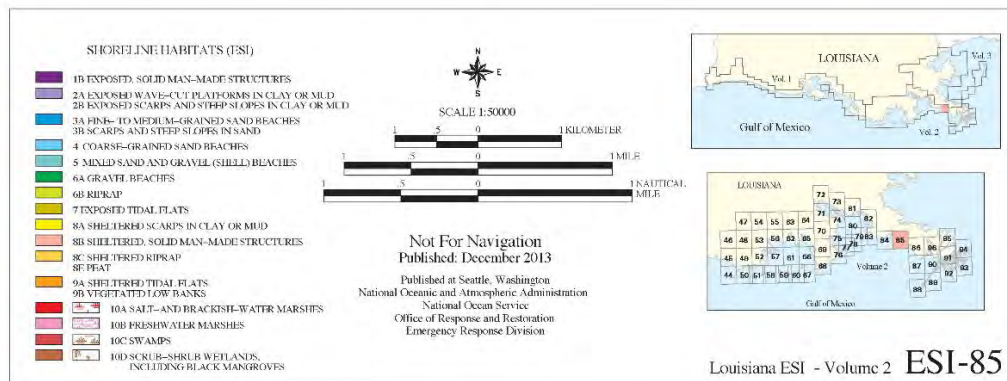 SHORELINE HABITATS (ESI)
1B EXPOSED, SOLID MAN-MADE STRUCTURES
2A EXPOSED WAVE-CUT PLATFORMS IN CLAY OR MUD
2B EXPOSED SCARPS AND STEEP SLOPES IN CLAY OR MUD
3A FINE- TO MEDIUM-GRAINED SAND BEACHES
3B SCARPS AND STEEP SLOPES IN SAND
4 COARSE-GRAINED SAND BEACHES
5 MIXED SAND AND GRAVEL (SHELL) BEACHES
6A GRAVEL BEACHES
6B RIPRAP
7 EXPOSED TIDAL FLATS
8A SHELTERED SCARPS IN CLAY OR MUD
8B SHELTERED, SOLID MAN-MADE STRUCTURES
8C SHELTERED RIPRAP
8E PEAT
9A SHELTERED TIDAL FLATS
9B VEGETATED LOW BANKS
10A SALT-AND BRACKISH-WATER MARSHES
10B FRESHWATER MARSHES
10C SWAMPS
10D SCRUB-SHRUB WETLANDS,
INCLUDING BLACK MANGROVES
N
W E
S
SCALE 1:50000
1 .5 0 1 KILOMETER
1 .5 0 1 MILE
1 .5 0 1 NAUTICAL
MILE
Not For Navigation
Published: December 2013
Published at Seattle, Washington
National Oceanic and Atmospheric Administration
National Ocean Service
Office of Response and Restoration
Emergency Response Division
LOUISIANA
Vol. 3
Vol. 1
Vol. 2
Gulf of Mexico
LOUISIANA
72
73
81
47 54 55 63 64 71 74 82
80
46 48 53 56 62 65 70 75 79 83 84 85 86 95
96 94
45 49 52 57 61 66 69 76 77 78 Volume 2 87 90 91
44 50 51 58 59 60 67 68 92 93
88 89
Gulf of Mexico
Louisiana ESI - Volume 2 ESI-85